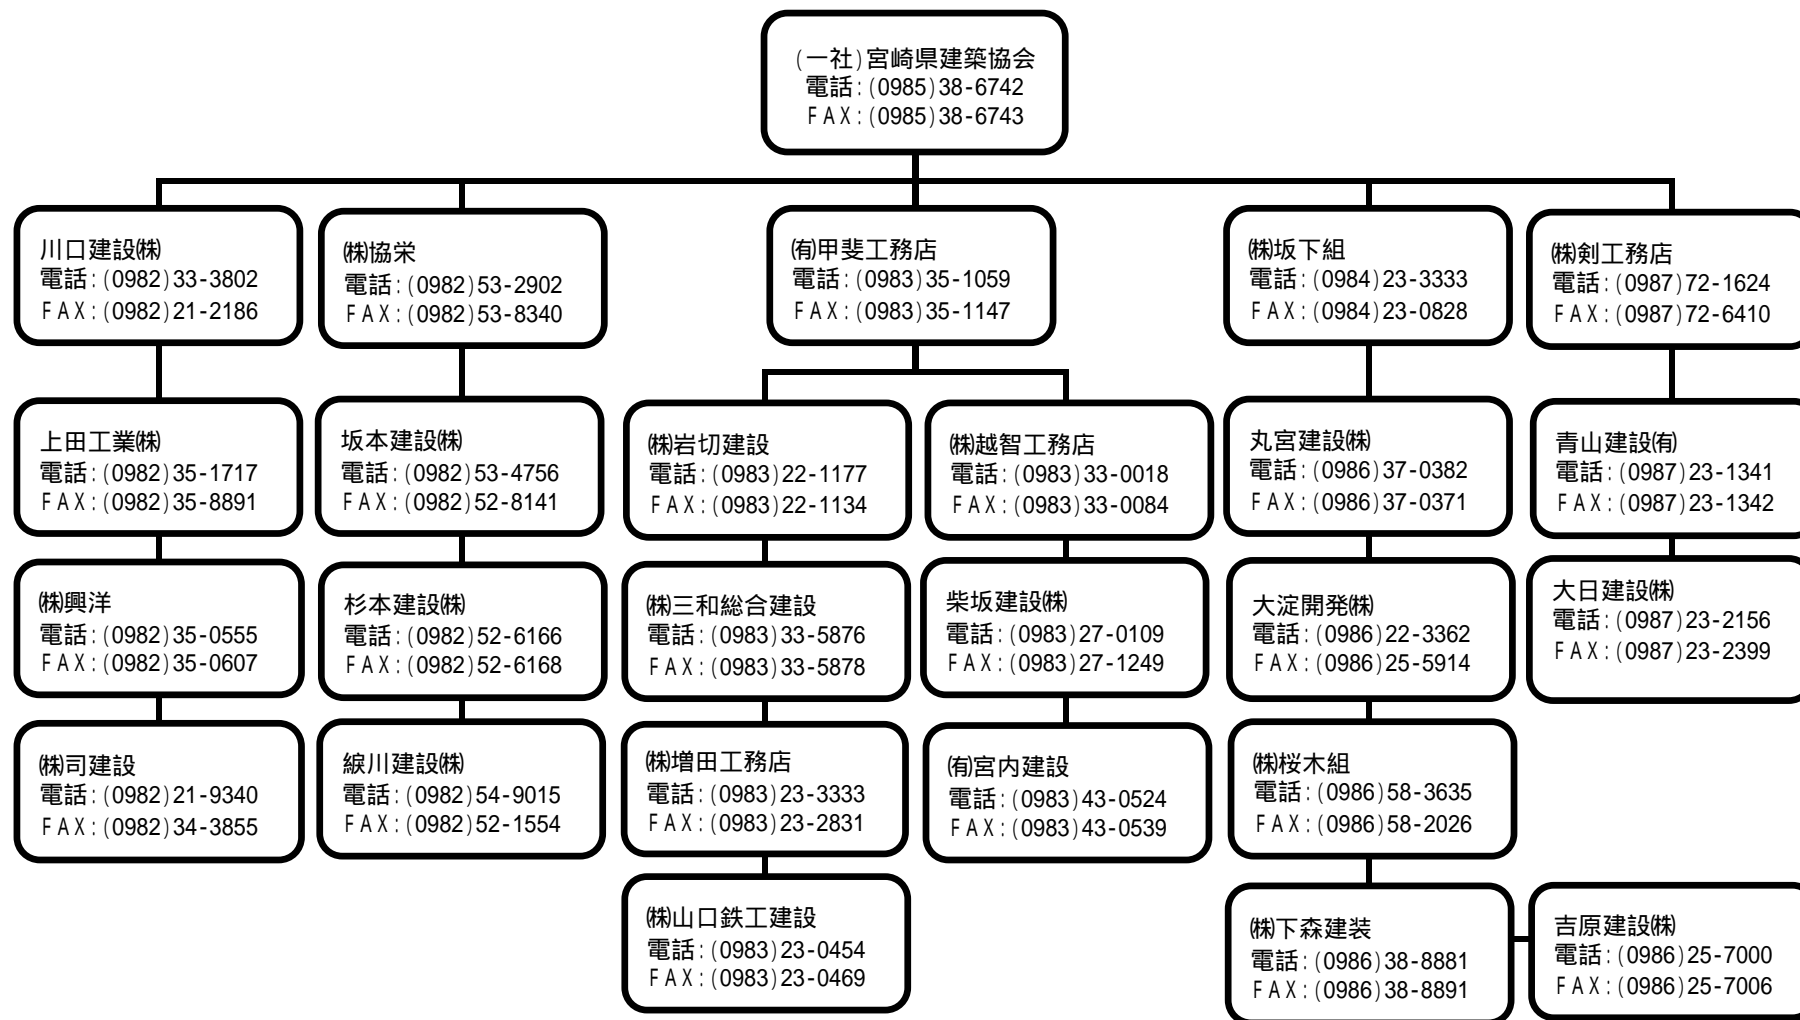 (一社)宮崎県建築協会
電話:(0985)38-6742
FAX:(0985)38-6743
川口建設㈱
電話:(0982)33-3802
FAX:(0982)21-2186
㈱協栄
電話:(0982)53-2902
FAX:(0982)53-8340
㈲甲斐工務店
電話:(0983)35-1059
FAX:(0983)35-1147
㈱坂下組
電話:(0984)23-3333
FAX:(0984)23-0828
㈱剣工務店
電話:(0987)72-1624
FAX:(0987)72-6410
上田工業㈱
電話:(0982)35-1717
FAX:(0982)35-8891
坂本建設㈱
電話:(0982)53-4756
FAX:(0982)52-8141
㈱岩切建設
電話:(0983)22-1177
FAX:(0983)22-1134
㈱越智工務店
電話:(0983)33-0018
FAX:(0983)33-0084
丸宮建設㈱
電話:(0986)37-0382
FAX:(0986)37-0371
青山建設㈲
電話:(0987)23-1341
FAX:(0987)23-1342
㈱興洋
電話:(0982)35-0555
FAX:(0982)35-0607
杉本建設㈱
電話:(0982)52-6166
FAX:(0982)52-6168
㈱三和総合建設
電話:(0983)33-5876
FAX:(0983)33-5878
柴坂建設㈱
電話:(0983)27-0109
FAX:(0983)27-1249
大淀開発㈱
電話:(0986)22-3362
FAX:(0986)25-5914
大日建設㈱
電話:(0987)23-2156
FAX:(0987)23-2399
㈱司建設
電話:(0982)21-9340
FAX:(0982)34-3855
綟川建設㈱
電話:(0982)54-9015
FAX:(0982)52-1554
㈱増田工務店
電話:(0983)23-3333
FAX:(0983)23-2831
㈲宮内建設
電話:(0983)43-0524
FAX:(0983)43-0539
㈱桜木組
電話:(0986)58-3635
FAX:(0986)58-2026
㈱山口鉄工建設
電話:(0983)23-0454
FAX:(0983)23-0469
㈱下森建装
電話:(0986)38-8881
FAX:(0986)38-8891
吉原建設㈱
電話:(0986)25-7000
FAX:(0986)25-7006